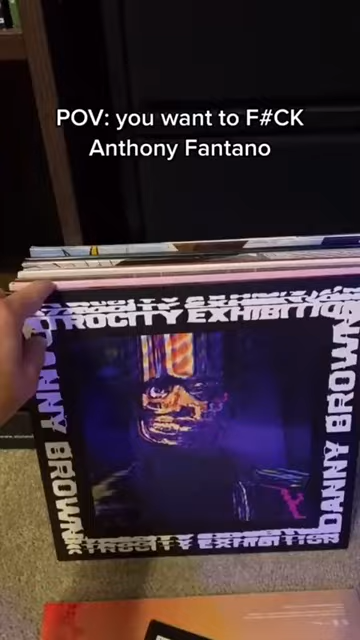 POV: you want to F#CK
Anthony Fantano
ATROCITY EXHIBITION
DANNY BROWN
DANNY BROWN
ATROCITY EXHIBITION